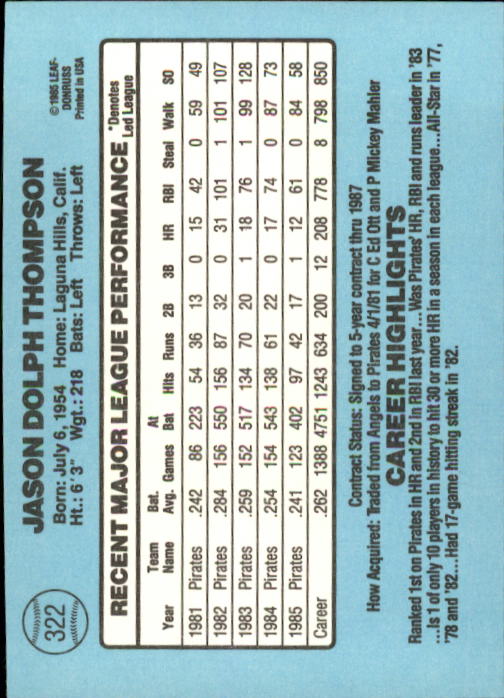 322
JASON DOLPH THOMPSON
Born: July 6, 1954 Home: Laguna Hills, Calif.
Ht.: 6' 3" Wgt.: 218 Bats: Left Throws: Left
©1985 LEAF-
DONRUSS
Printed in USA
RECENT MAJOR LEAGUE PERFORMANCE
*Denotes
Led League
Year Team Name Bat. Avg. Games At Bat Hits Runs 2B 3B HR RBI Steal Walk SO
1981 Pirates .242 86 223 54 36 13 0 15 42 0 59 49
1982 Pirates .284 156 550 156 87 32 0 31 101 1 101 107
1983 Pirates .259 152 517 134 70 20 1 18 76 1 99 128
1984 Pirates .254 154 543 138 61 22 0 17 74 0 87 73
1985 Pirates .241 123 402 97 42 17 1 12 61 0 84 58
Career .262 1388 4751 1243 634 200 12 208 778 8 798 850
Contract Status: Signed to 5-year contract thru 1987
How Acquired: Traded from Angels to Pirates 4/1/81 for C Ed Ott and P Mickey Mahler
CAREER HIGHLIGHTS
Ranked 1st on Pirates in HR and 2nd in RBI last year... Was Pirates' HR, RBI and runs leader in '83
...Is 1 of only 10 players in history to hit 30 or more HR in a season in each league...All-Star in '77,
'78 and '82...Had 17-game hitting streak in '82.